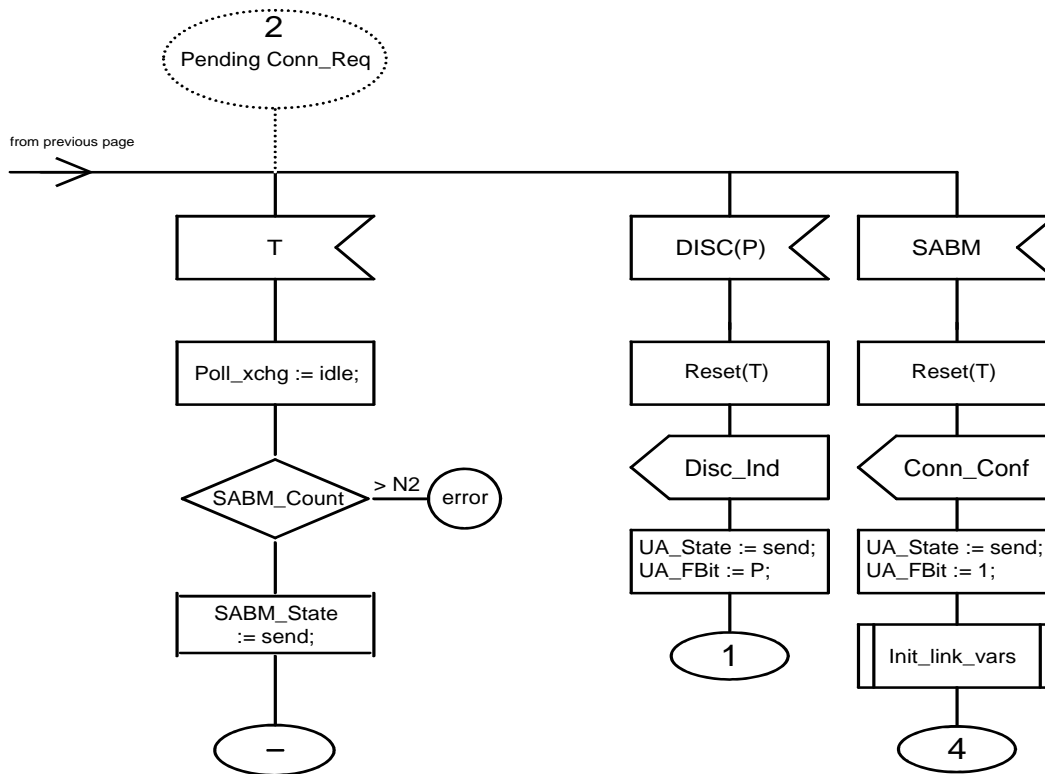 2
Pending Conn_Req
from previous page
T
DISC(P)
SABM
Poll_xchg := idle;
Reset(T)
Reset(T)
Disc_Ind
Conn_Conf
SABM_Count
> N2
error
UA_State := send;
UA_FBit := P;
UA_State := send;
UA_FBit := 1;
SABM_State
:= send;
1
Init_link_vars
–
4